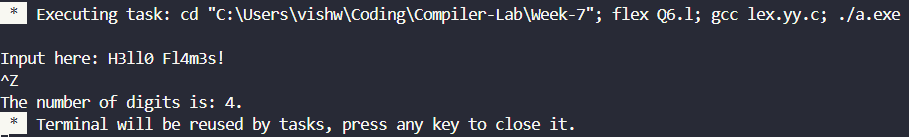 * Executing task: cd "C:\Users\vishw\Coding\Compiler-Lab\Week-7"; flex Q6.l; gcc lex.yy.c; ./a.exe
Input here: H3ll0 Fl4m3s!
^Z
The number of digits is: 4.
* Terminal will be reused by tasks, press any key to close it.